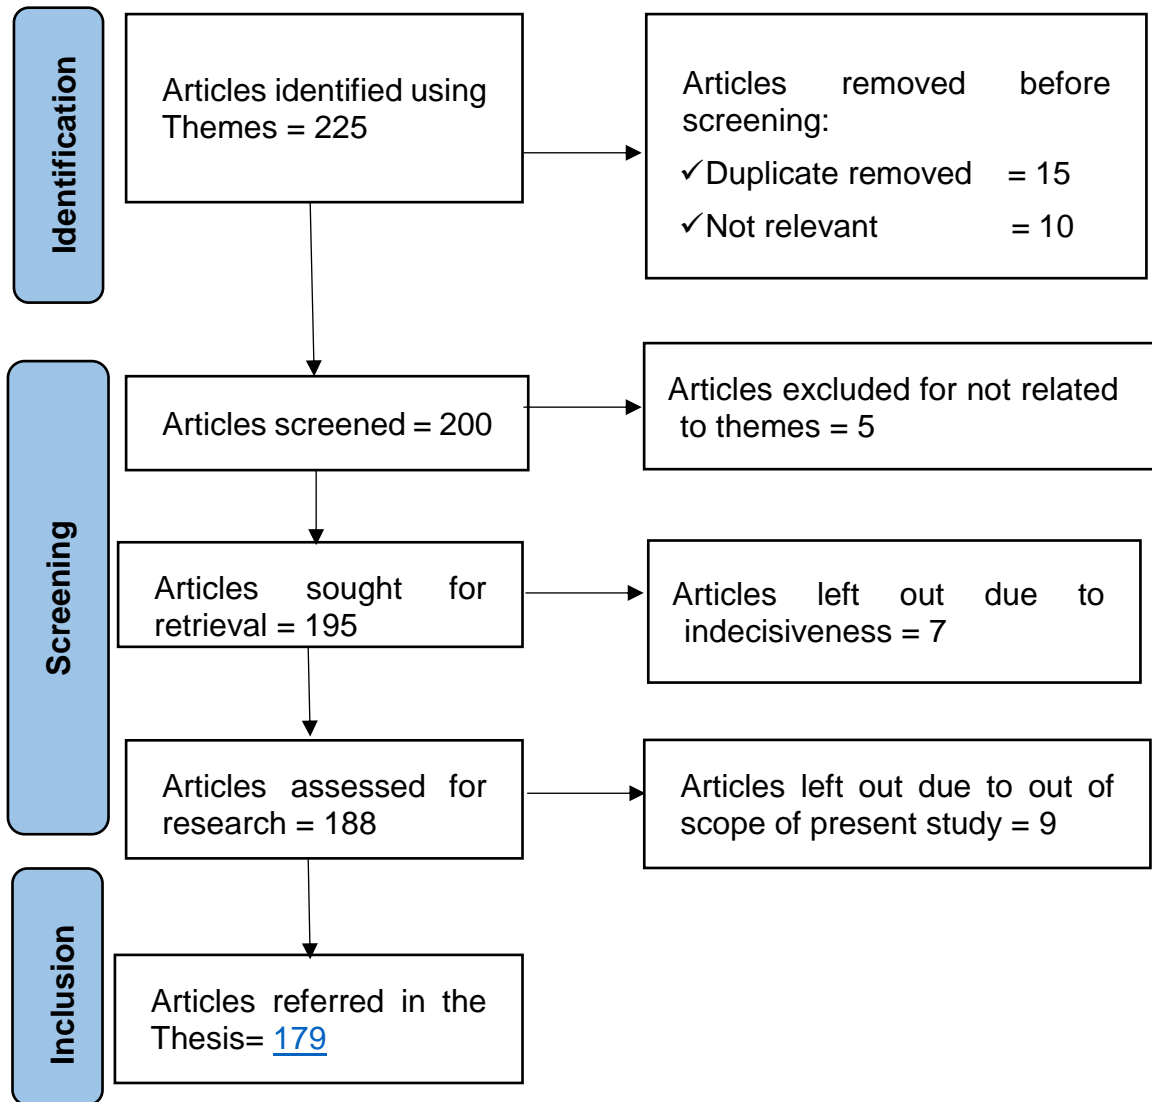 Identification
Articles identified using
Themes = 225
Articles removed before
screening:
✓Duplicate removed = 15
✓Not relevant = 10
Screening
Articles screened = 200
Articles excluded for not related
to themes = 5
Articles sought for
retrieval = 195
Articles left out due to
indecisiveness = 7
Articles assessed for
research = 188
Articles left out due to out of
scope of present study = 9
Inclusion
Articles referred in the
Thesis= 179